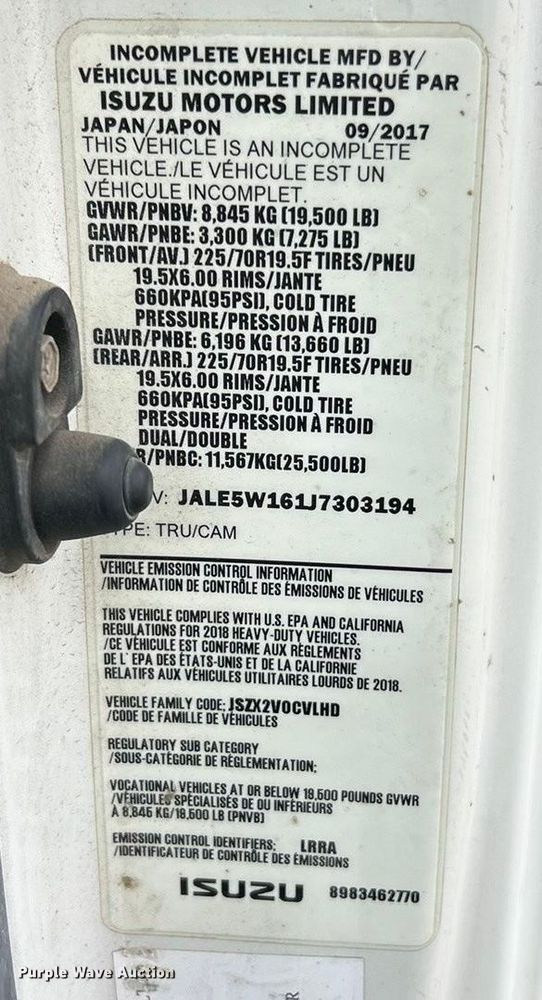 INCOMPLETE VEHICLE MFD BY/
VÉHICULE INCOMPLET FABRIQUÉ PAR
ISUZU MOTORS LIMITED
JAPAN/JAPON 09/2017
THIS VEHICLE IS AN INCOMPLETE
VEHICLE./LE VÉHICULE EST UN
VÉHICULE INCOMPLET.
GVWR/PNBV: 8,845 KG (19,500 LB)
GAWR/PNBE: 3,300 KG (7,275 LB)
(FRONT/AV.) 225/70R19.5F TIRES/PNEU
19.5X6.00 RIMS/JANTE
660KPA(95PSI), COLD TIRE
PRESSURE/PRESSION À FROID
GAWR/PNBE: 6,196 KG (13,660 LB)
(REAR/ARR.) 225/70R19.5F TIRES/PNEU
19.5X6.00 RIMS/JANTE
660KPA(95PSI), COLD TIRE
PRESSURE/PRESSION À FROID
DUAL/DOUBLE
R/PNBC: 11,567KG(25,500LB)
V: JALE5W161J7303194
PE: TRU/CAM
VEHICLE EMISSION CONTROL INFORMATION
/INFORMATION DE CONTRÔLE DES ÉMISSIONS DE VÉHICULES
THIS VEHICLE COMPLIES WITH U.S. EPA AND CALIFORNIA
REGULATIONS FOR 2018 HEAVY-DUTY VEHICLES.
/CE VÉHICULE EST CONFORME AUX RÈGLEMENTS
DE L' EPA DES ÉTATS-UNIS ET DE LA CALIFORNIE
RELATIFS AUX VÉHICULES UTILITAIRES LOURDS DE 2018.
VEHICLE FAMILY CODE: JSZX2VOCVLHD
/CODE DE FAMILLE DE VÉHICULES
REGULATORY SUB CATEGORY
/SOUS-CATÉGORIE DE RÉGLEMENTATION:
VOCATIONAL VEHICLES AT OR BELOW 19,500 POUNDS GVWR
/VÉHICULES SPÉCIALISÉS DE OU INFÉRIEURS
À 8,845 KG/19,500 LB (PNVB)
EMISSION CONTROL IDENTIFIERS: LRRA
/IDENTIFICATEUR DE CONTRÔLE DES ÉMISSIONS
ISUZU 8983462770
Purple Wave Auction